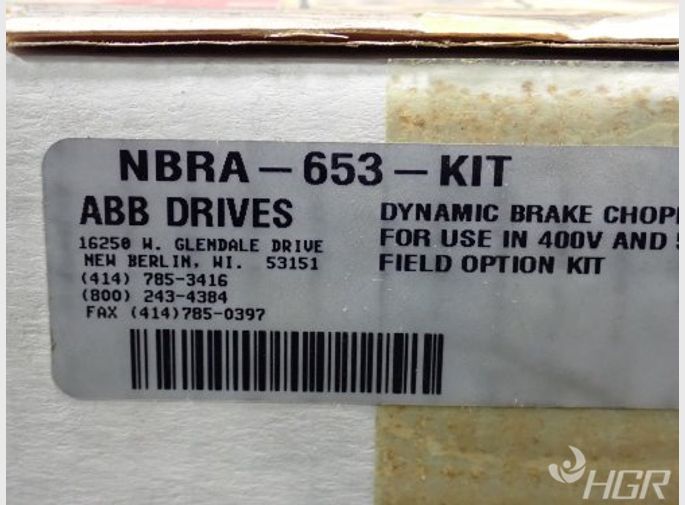 NBRA-653-KIT
ABB DRIVES
16250 W. GLENDALE DRIVE
NEW BERLIN, WI. 53151
(414) 785-3416
(800) 243-4384
FAX (414)785-0397
DYNAMIC BRAKE
FOR USE IN 400V AND
FIELD OPTION KIT
HGR